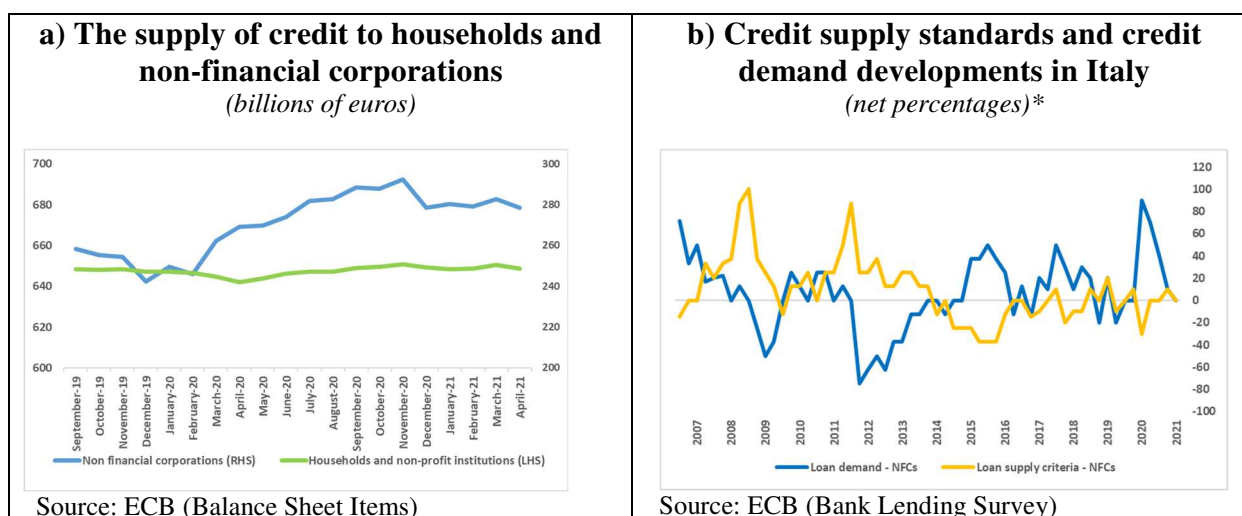 a) The supply of credit to households and
non-financial corporations
(billions of euros)
700
680
660
640
620
600
300
280
260
240
220
200
September-19
October-19
November-19
December-19
January-20
February-20
March-20
April-20
May-20
June-20
July-20
August-20
September-20
October-20
November-20
December-20
January-21
February-21
March-21
April-21
Non financial corporations (RHS)
Households and non-profit institutions (LHS)
Source: ECB (Balance Sheet Items)
b) Credit supply standards and credit
demand developments in Italy
(net percentages)*
120
100
80
60
40
20
0
-20
-40
-60
-80
-100
2007
2008
2009
2010
2011
2012
2013
2014
2015
2016
2017
2018
2019
2020
2021
Loan demand - NFCs
Loan supply criteria - NFCs
Source: ECB (Bank Lending Survey)